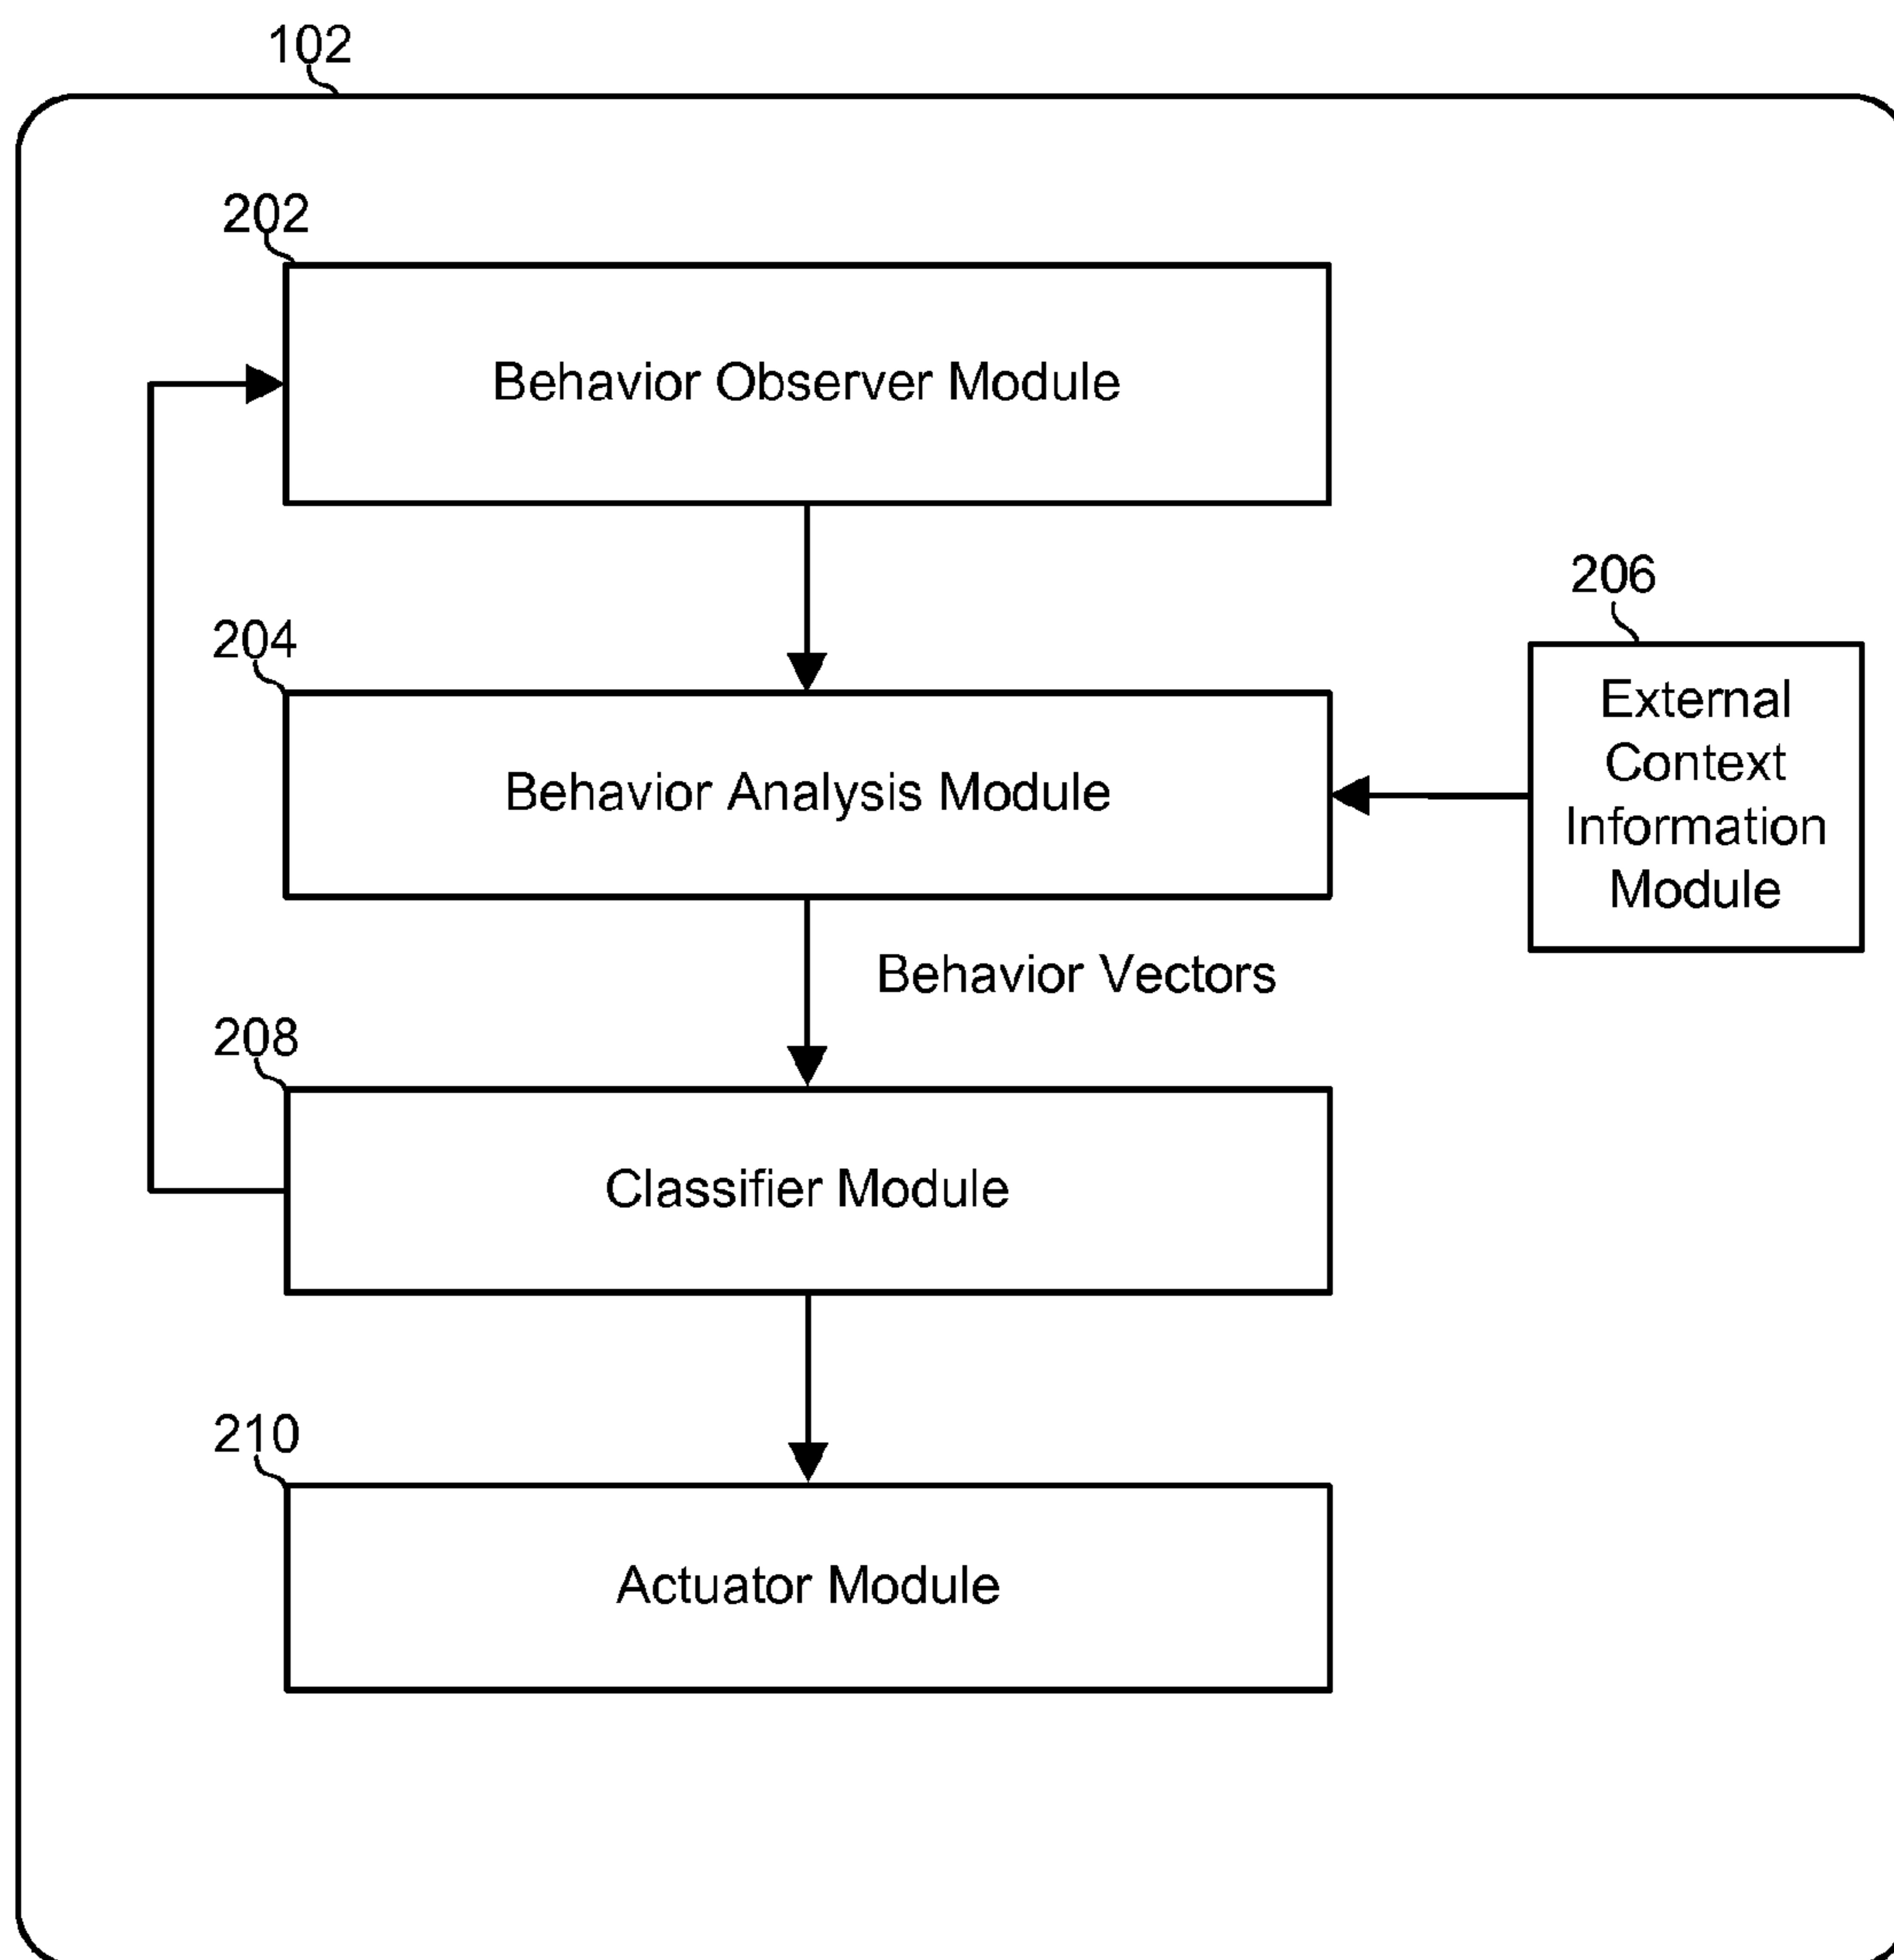 102
202
Behavior Observer Module
206
204
External
Context
Information
Module
Behavior Analysis Module
Behavior Vectors
208
Classifier Module
210
Actuator Module